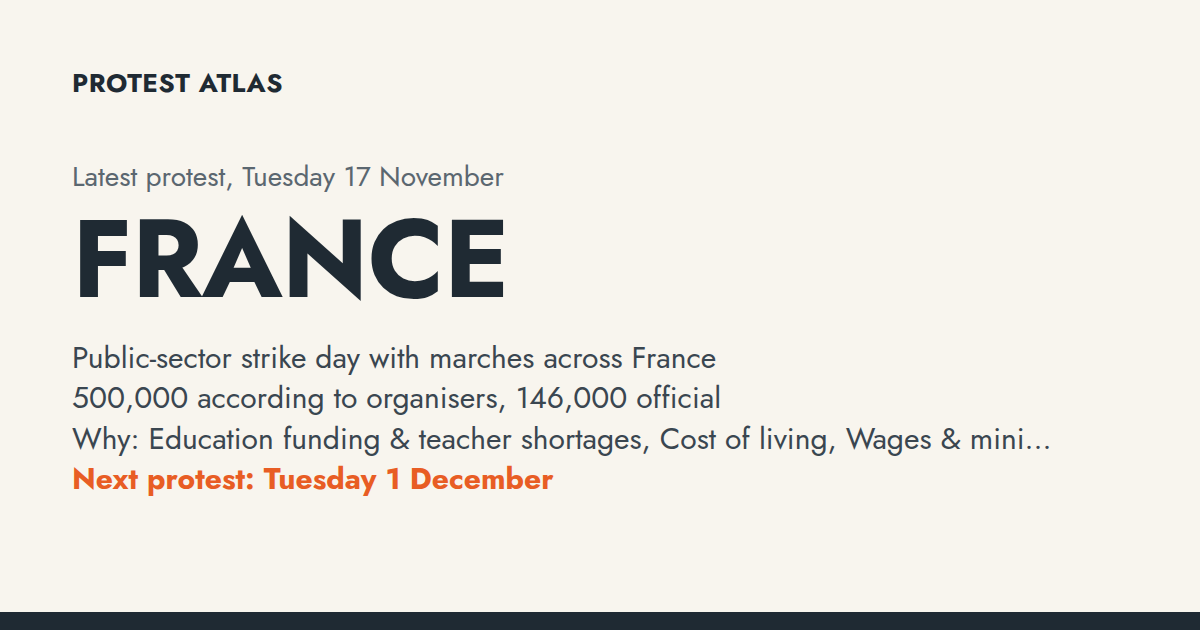 PROTEST ATLAS
Latest protest, Tuesday 17 November
FRANCE
Public-sector strike day with marches across France
500,000 according to organisers, 146,000 official
Why: Education funding & teacher shortages, Cost of living, Wages & mini…
Next protest: Tuesday 1 December